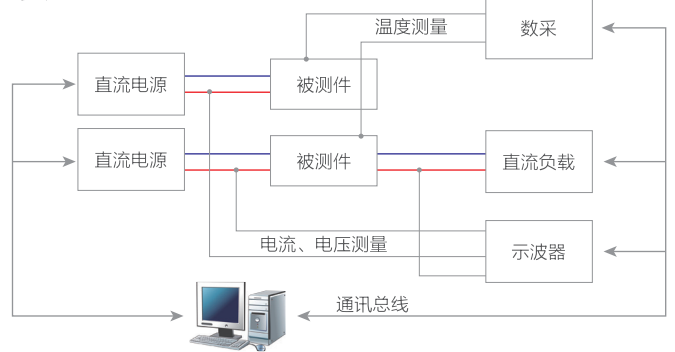 温度测量
数采
直流电源
被测件
直流电源
被测件
直流负载
电流、电压测量
示波器
通讯总线